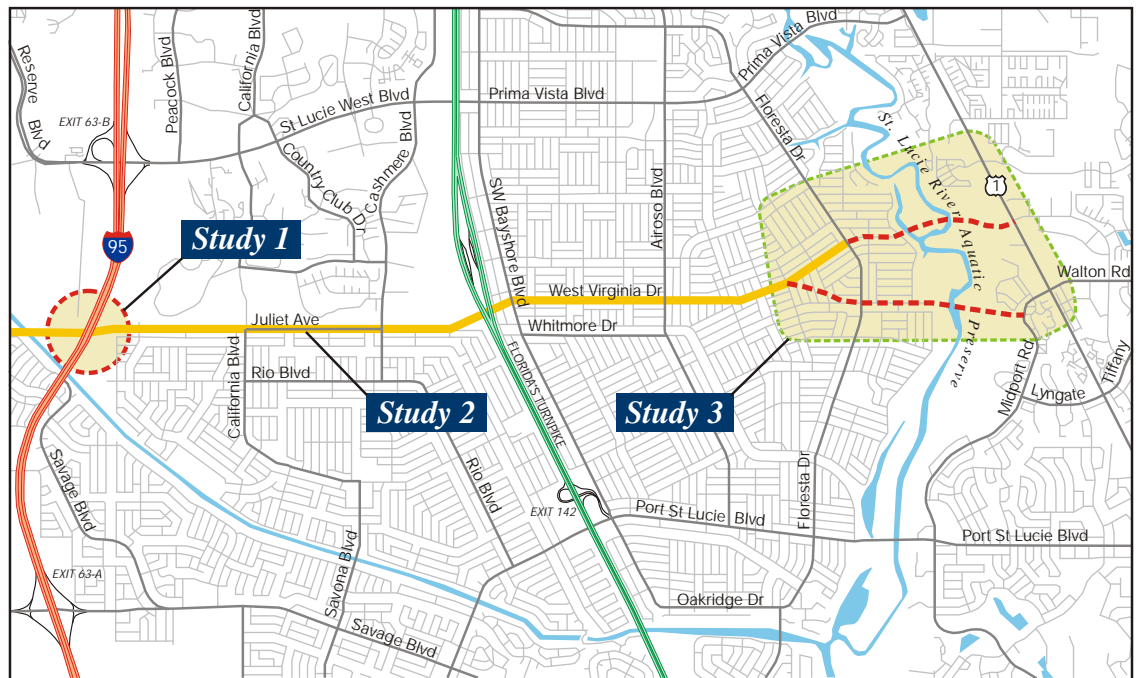 Reserve Blvd
Peacock Blvd
California Blvd
EXIT 63-B
St Lucie West Blvd
Country Club Dr
Cashmere Blvd
Prima Vista Blvd
Prima Vista Blvd
Floresta Dr
St. Lucie River Aquatic Preserve
1
SW Bayshore Blvd
Airoso Blvd
95
Study 1
West Virginia Dr
Walton Rd
Juliet Ave
Whitmore Dr
California Blvd
Rio Blvd
FLORIDA'S TURNPIKE
Study 2
Study 3
Midport Rd
Lyngate
Tiffany
Savage Blvd
Rio Blvd
EXIT 142
Port St Lucie Blvd
Floresta Dr
Port St Lucie Blvd
EXIT 63-A
Savona Blvd
Savage Blvd
Oakridge Dr